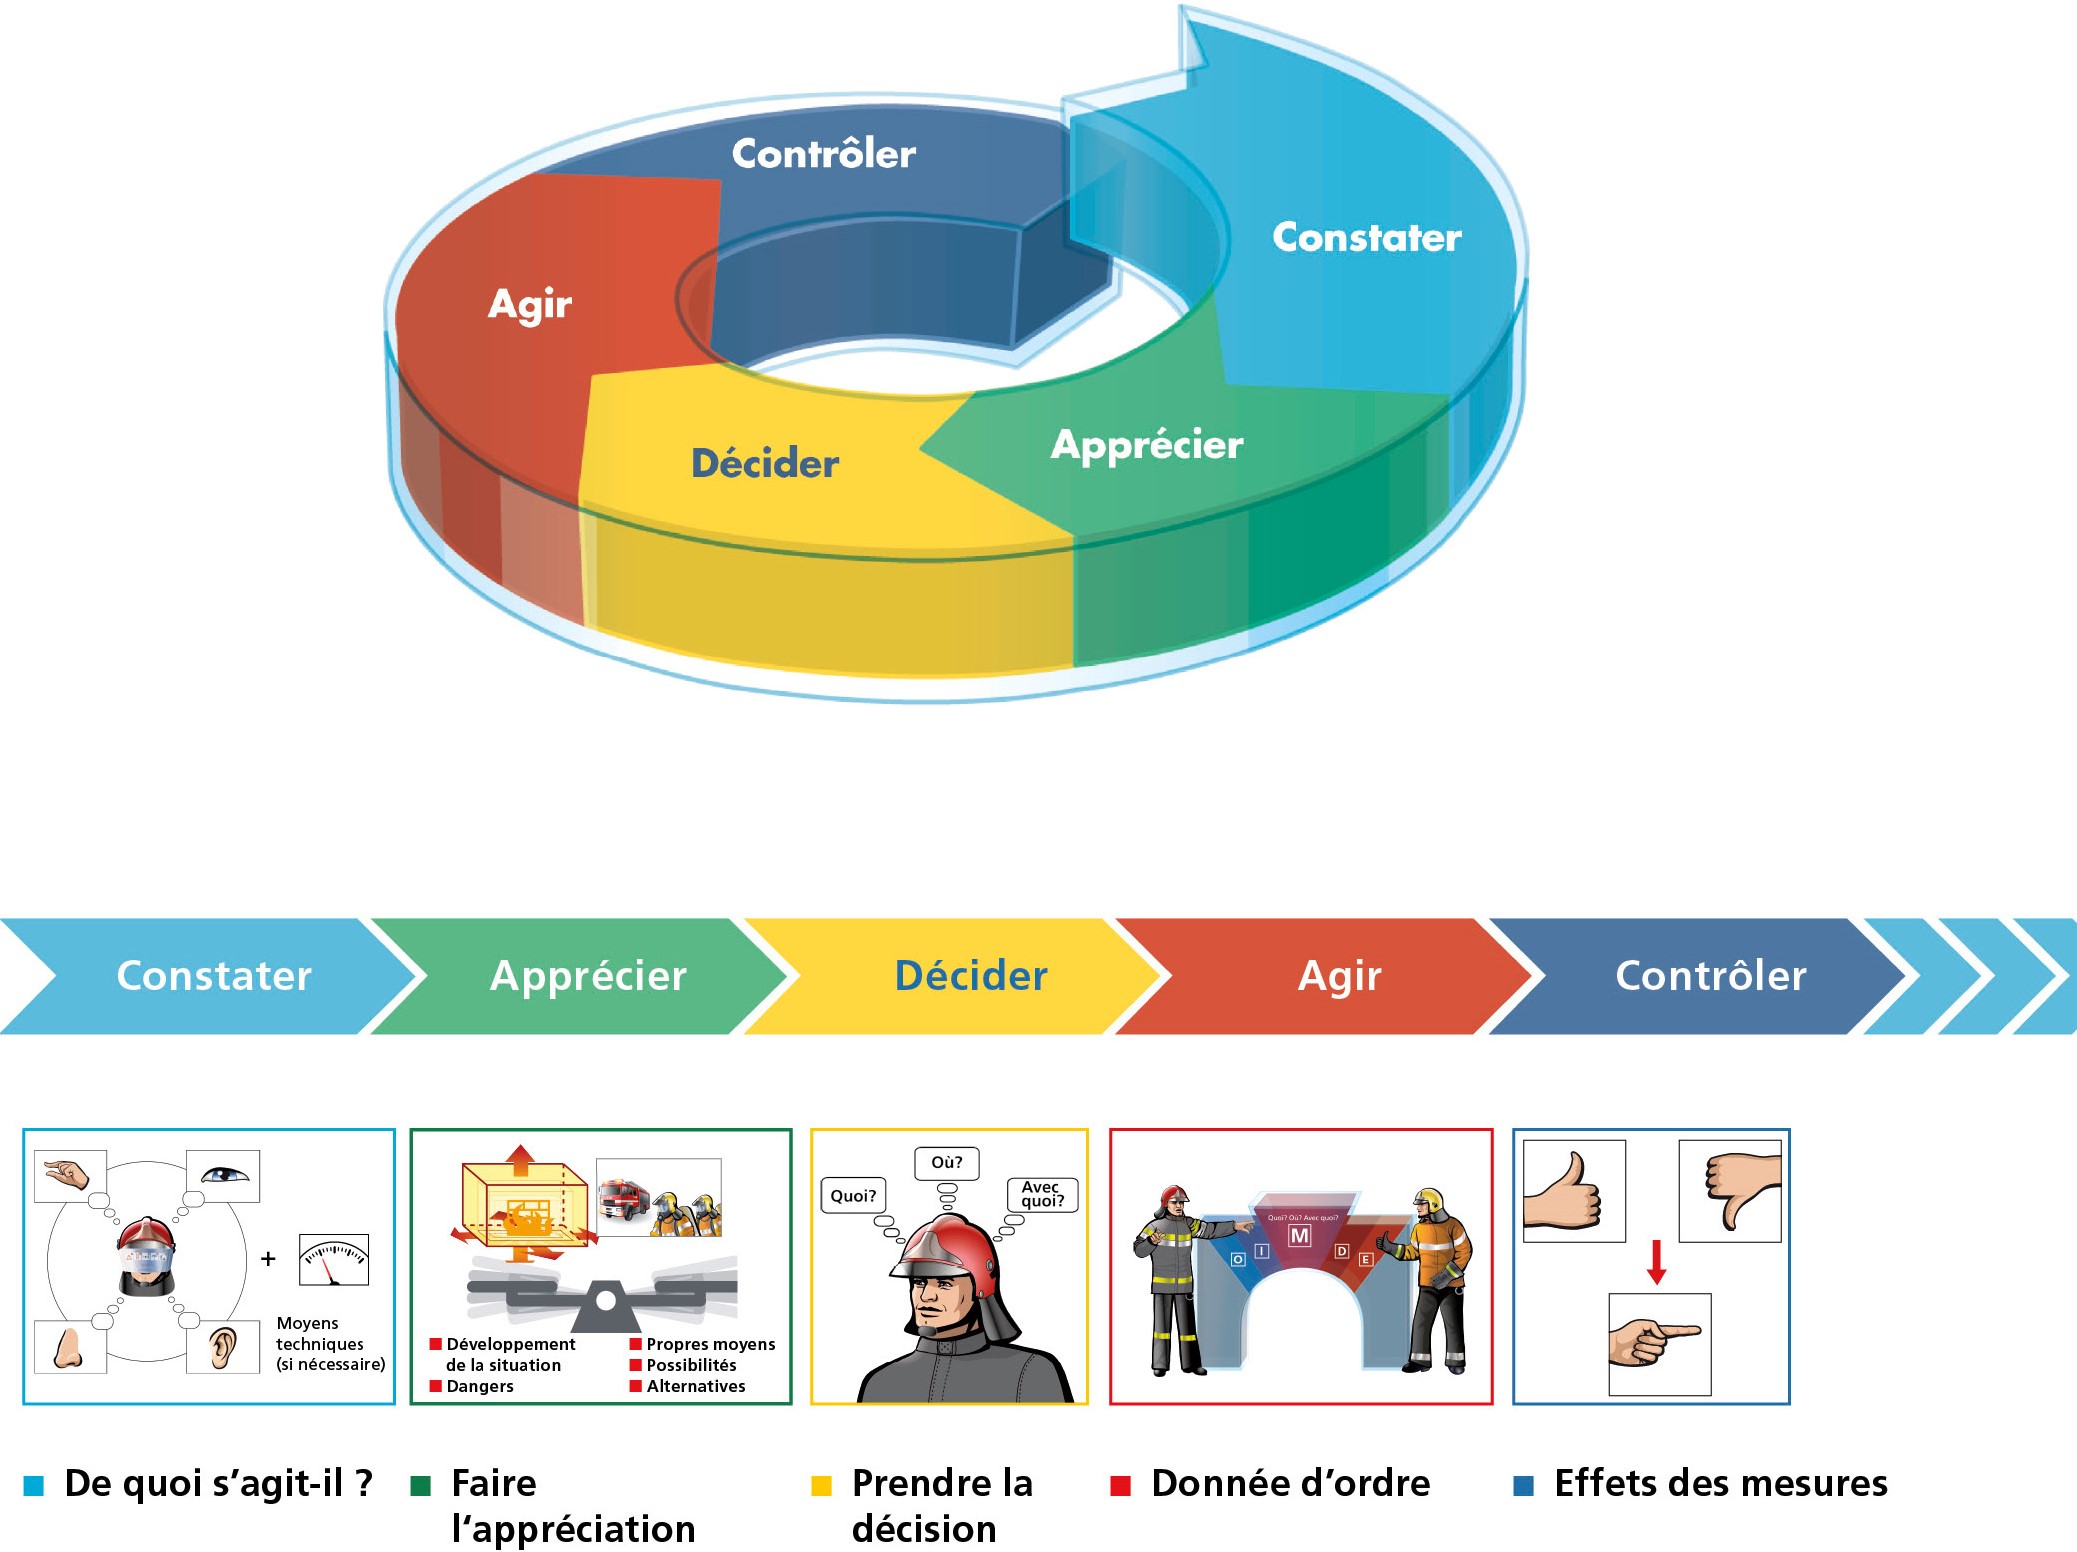 Contrôler
Constater
Agir
Apprécier
Décider
Constater
Apprécier
Décider
Agir
Contrôler
Moyens
techniques
(si nécessaire)
+
Développement
de la situation
Dangers
Propres moyens
Possibilités
Alternatives
Quoi?
Où?
Avec
quoi?
Quoi? Où? Avec quoi?
O I M D E
De quoi s’agit-il ?
Faire
l‘appréciation
Prendre la
décision
Donnée d’ordre
Effets des mesures